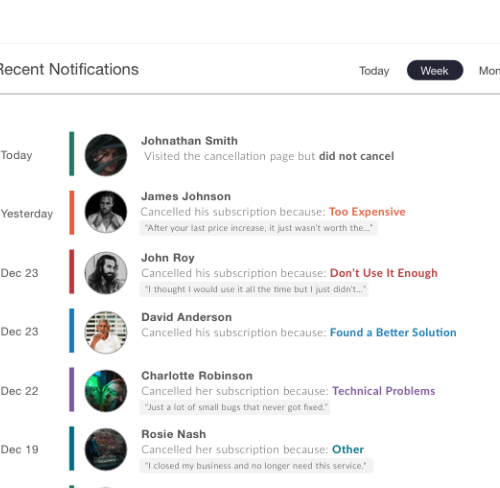 Recent Notifications
Today Week Mon
Today
Johnathan Smith
Visited the cancellation page but did not cancel
Yesterday
James Johnson
Cancelled his subscription because: Too Expensive
“After your last price increase, it just wasn’t worth the...”
Dec 23
John Roy
Cancelled his subscription because: Don’t Use It Enough
“I thought I would use it all the time but I just didn’t...”
Dec 23
David Anderson
Cancelled his subscription because: Found a Better Solution
Dec 22
Charlotte Robinson
Cancelled her subscription because: Technical Problems
“Just a lot of small bugs that never got fixed.”
Dec 19
Rosie Nash
Cancelled her subscription because: Other
“I closed my business and no longer need this service.”